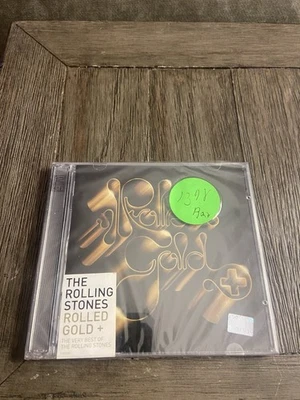 Rolled
Gold +
THE
ROLLING
STONES
ROLLED
GOLD +
THE VERY BEST OF
THE ROLLING STONES